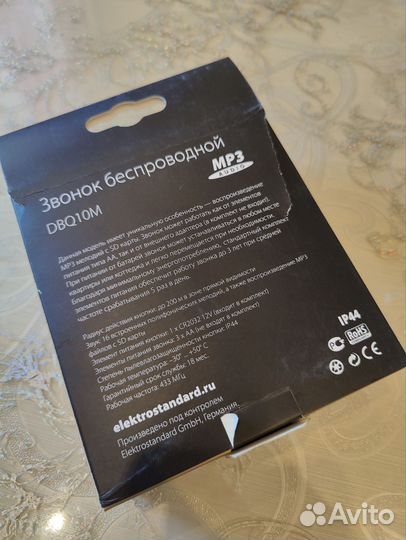 Звонок беспроводной
MP3
AUDIO
DBQ10M
Данная модель имеет уникальную особенность — воспроизведение
MP3 мелодий с SD карты. Звонок может работать как от элементов
питания типа АА, так и от внешнего адаптера (в комплект не входит).
При питании от батарей звонок может устанавливаться в любом месте
квартиры или коттеджа и легко перемещается при необходимости.
Благодаря минимальному энергопотреблению, стандартный комплект
элементов питания обеспечит работу звонка до 3 лет при средней
частоте срабатывания 5 раз в день.
Радиус действия кнопки: до 200 м в зоне прямой видимости
Звук: 16 встроенных полифонических мелодий, а также воспроизведение MP3
файлов с SD карты
Элемент питания кнопки: 1 x CR2032 12V (входит в комплект)
Элементы питания звонка: 3 x AA (не входят в комплект)
Степень пылевлагозащищенности кнопки: IP44
Рабочая температура: –30° – +50° C
Гарантийный срок службы: 18 мес.
Рабочая частота: 433 МГц
IP44
RoHS
elektrostandard.ru
Произведено под контролем
Elektrostandard GmbH, Германия.
Avito